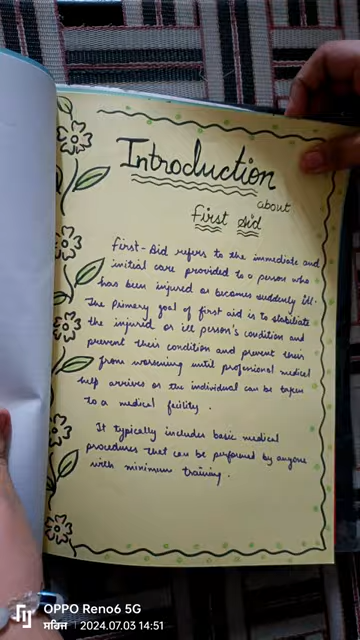 Introduction
about
first aid
first-Aid refers to the immediate and
initial care provided to a person who
has been injured or becomes suddenly ill.
The primary goal of first aid is to stabilize
the injured or ill person's condition and
prevent their condition and prevent their
from worsening until professional medical
help arrives or the individual can be taken
to a medical facility.
It typically includes basic medical
procedures that can be performed by anyone
with minimum training.
OPPO Reno6 5G
সৰিজ | 2024.07.03 14:51